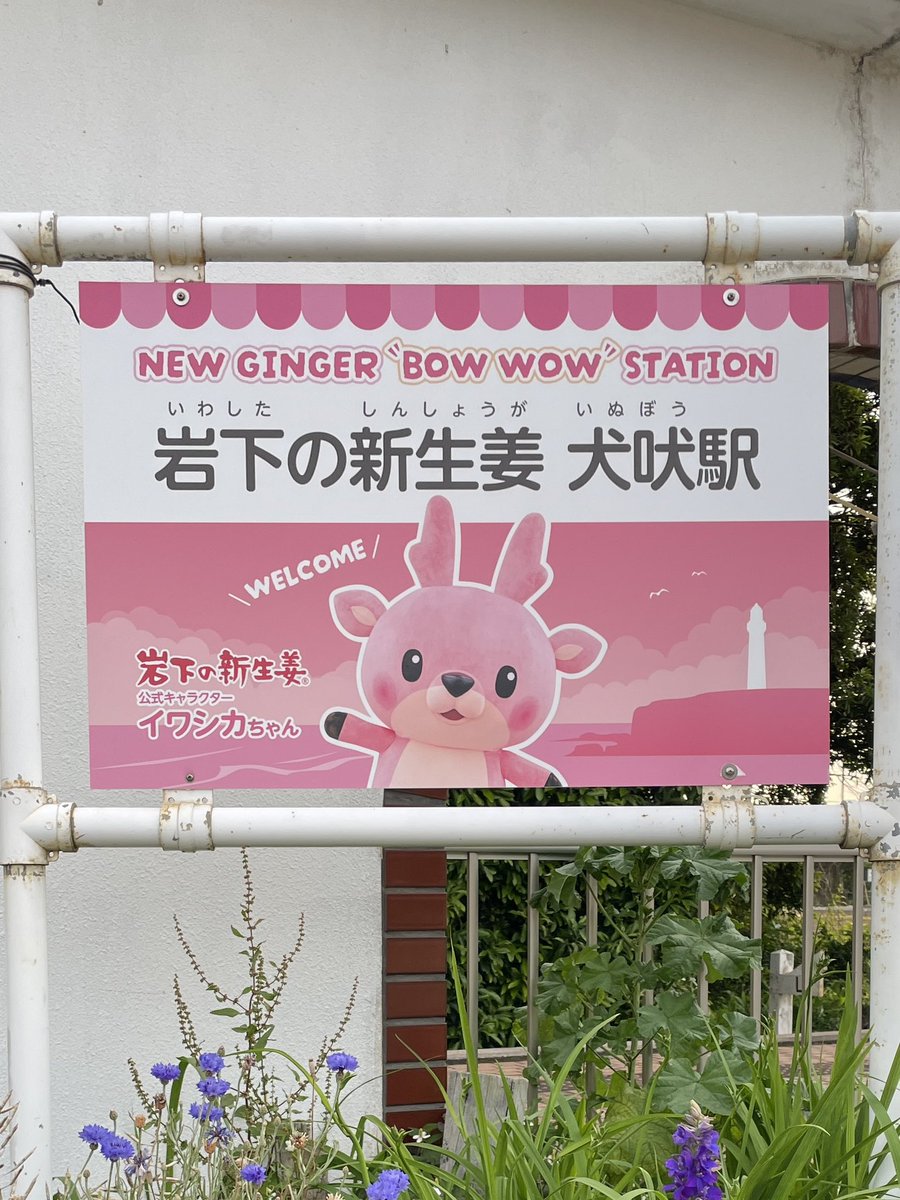 NEW GINGER "BOW WOW" STATION
いわした しんしょうが いぬぼう
岩下の新生姜 犬吠駅
\WELCOME/
岩下の新生姜®
公式キャラクター
イワシカちゃん